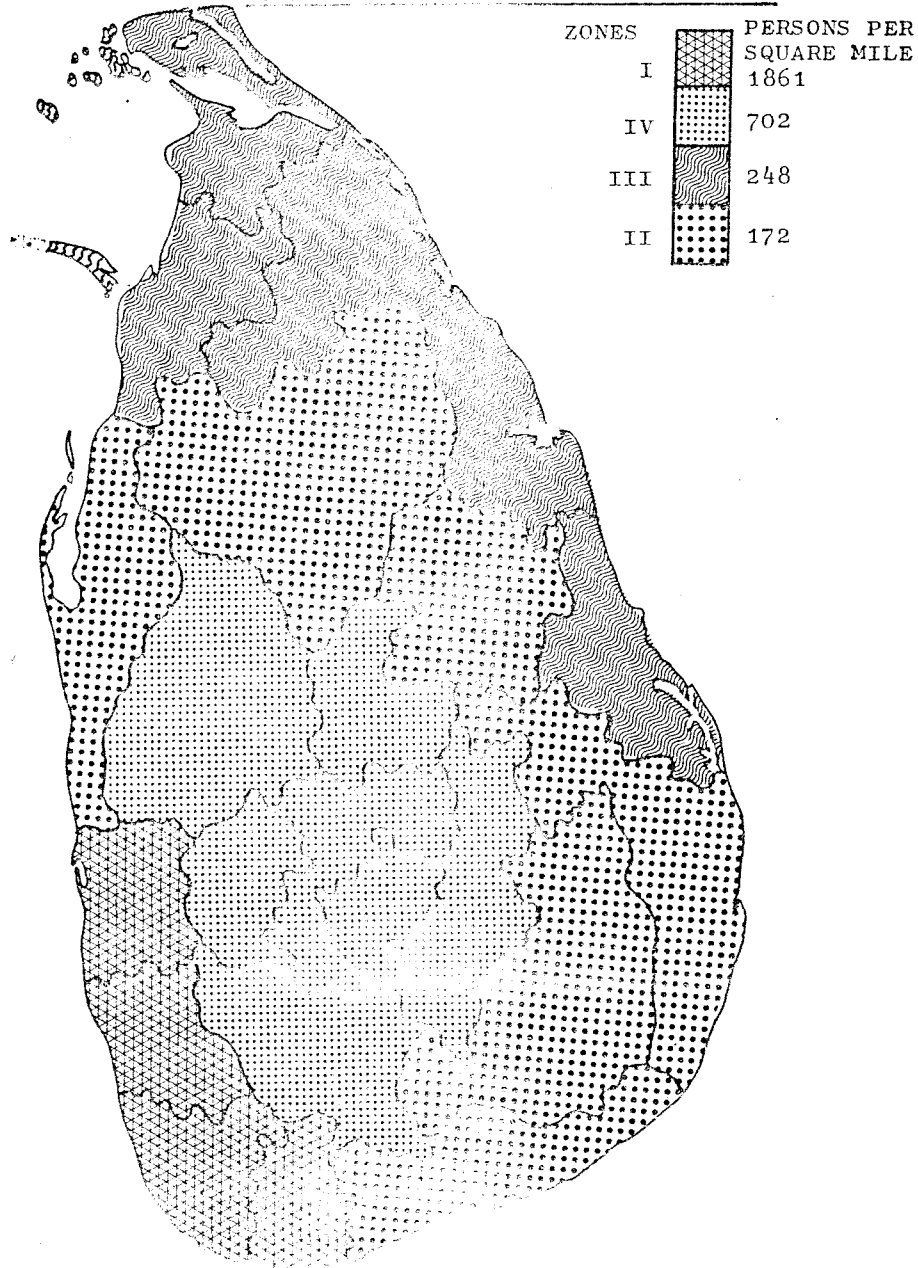 ZONES PERSONS PER
SQUARE MILE
I 1861
IV 702
III 248
II 172